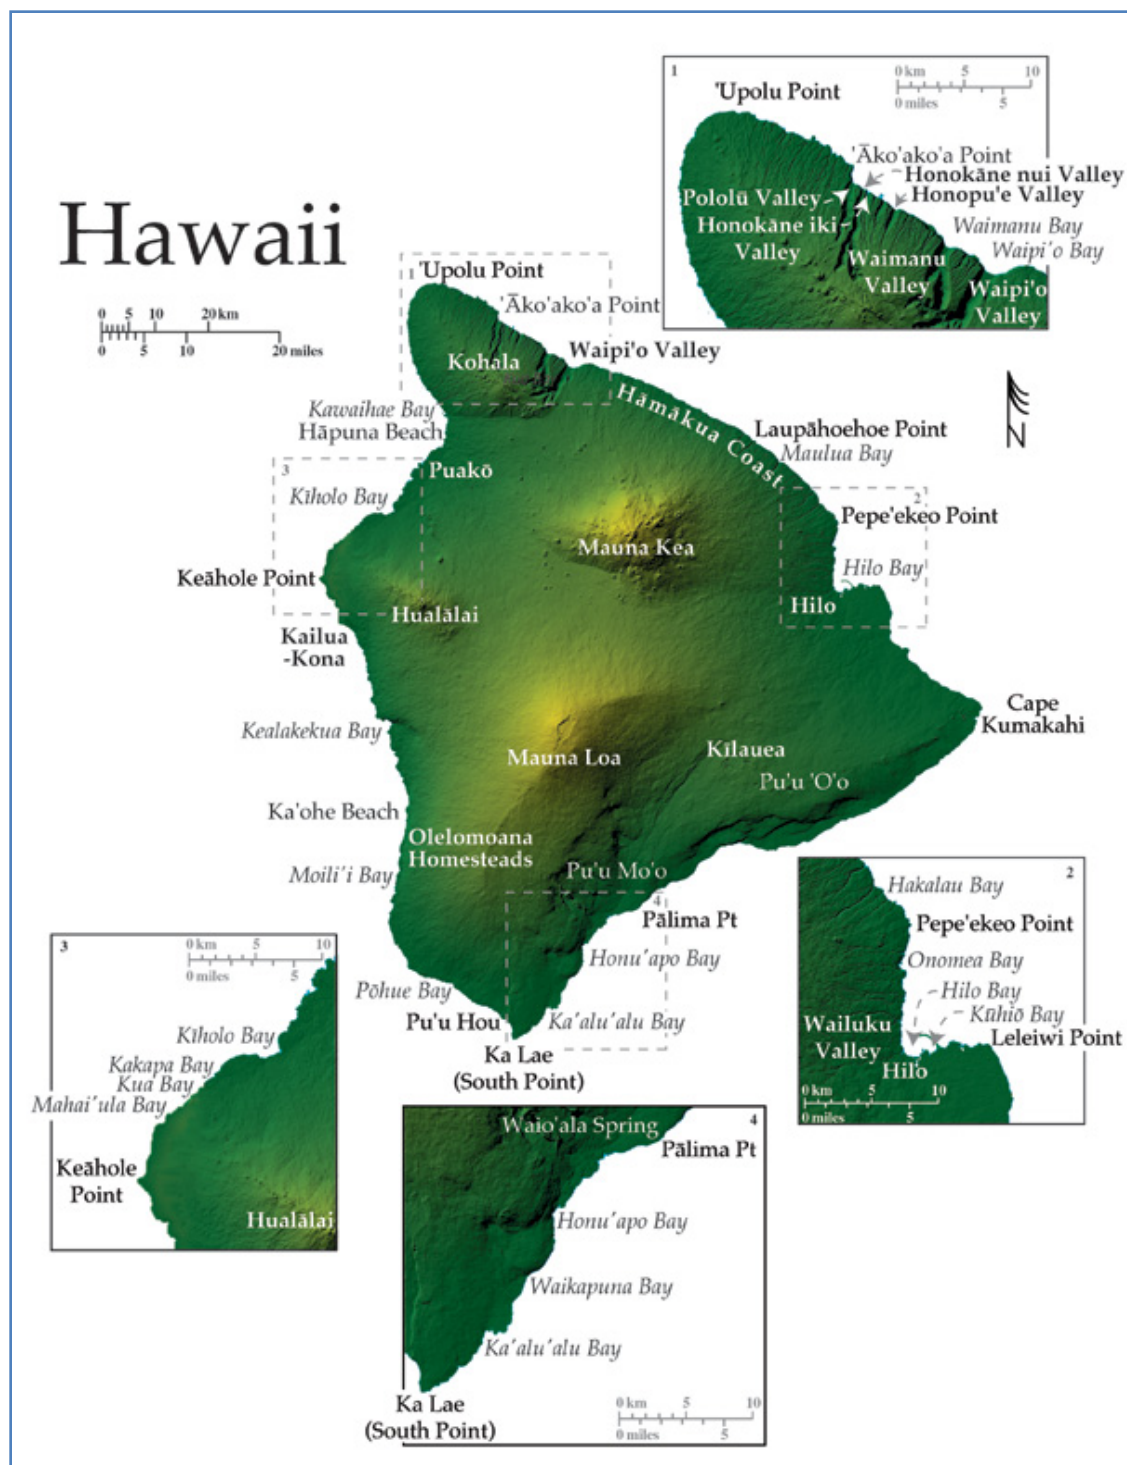 Hawaii
0 5 10 20 km
0 5 10 20 miles
1
0 km 5 10
0 miles 5
'Upolu Point
'Āko'ako'a Point
Honokāne nui Valley
Pololū Valley
Honopu'e Valley
Honokāne iki
Valley
Waimanu Bay
Waipi'o Bay
Waimanu
Valley
Waipi'o
Valley
1
'Upolu Point
'Āko'ako'a Point
Kohala
Waipi'o Valley
Kawaihae Bay
Hāpuna Beach
Hāmākua Coast
Laupāhoehoe Point
Maulua Bay
3
Puakō
Kīholo Bay
2
Pepe'ekeo Point
Mauna Kea
Hilo Bay
Keāhole Point
Hualālai
Hilo
Kailua
-Kona
N
Cape
Kumakahi
Kealakekua Bay
Mauna Loa
Kīlauea
Pu'u 'O'o
Ka'ohe Beach
Olelomoana
Homesteads
Moili'i Bay
Pu'u Mo'o
4
Pālima Pt
Honu'apo Bay
Pōhue Bay
Pu'u Hou
Ka'alu'alu Bay
Ka Lae
(South Point)
2
Hakalau Bay
Pepe'ekeo Point
Onomea Bay
Hilo Bay
Kūhiō Bay
Wailuku
Valley
Leleiwi Point
Hilo
0 km 5 10
0 miles 5
3
0 km 5 10
0 miles 5
Kīholo Bay
Kakapa Bay
Kua Bay
Mahai'ula Bay
Keāhole
Point
Hualālai
4
Waio'ala Spring
Pālima Pt
Honu'apo Bay
Waikapuna Bay
Ka'alu'alu Bay
Ka Lae
(South Point)
0 km 5 10
0 miles 5